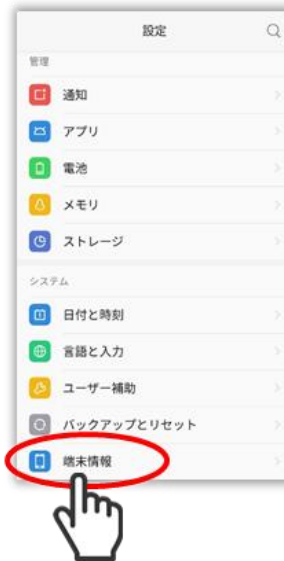 設定
管理
通知
アプリ
電池
メモリ
ストレージ
システム
日付と時刻
言語と入力
ユーザー補助
バックアップとリセット
端末情報